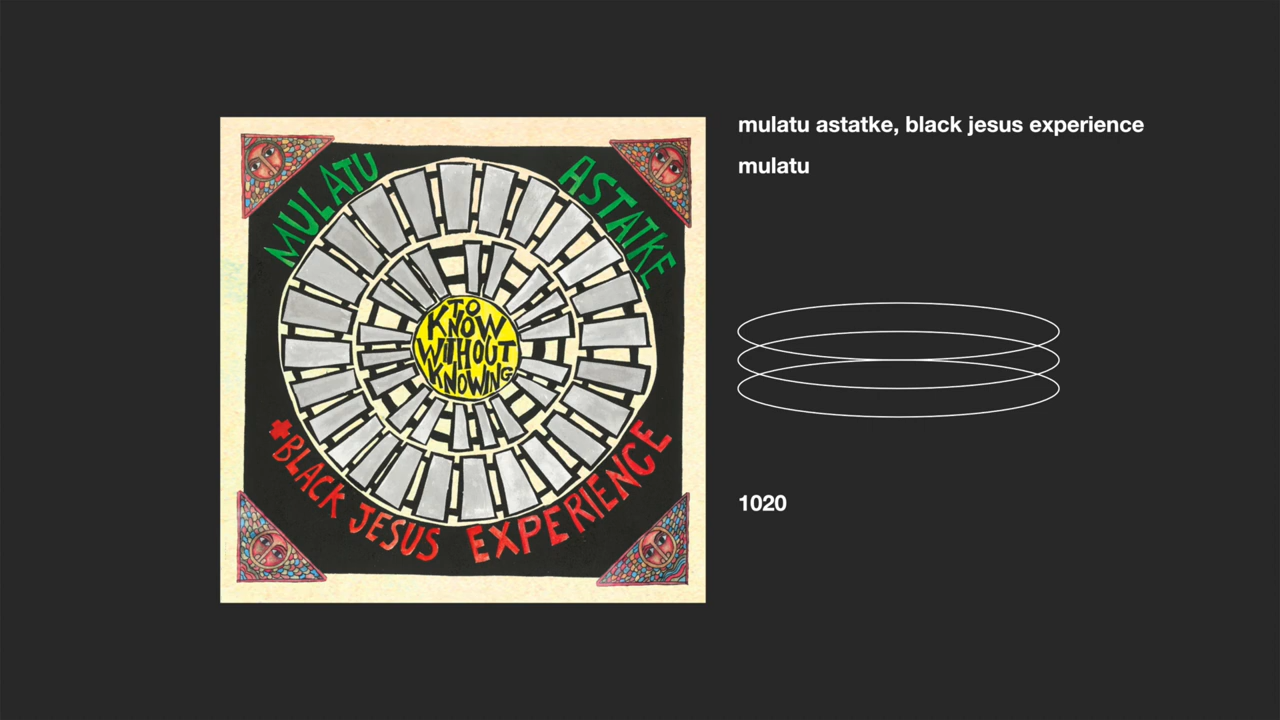 MULATU ASTATKE
TO
KNOW
WITHOUT
KNOWING
+BLACK JESUS EXPERIENCE
mulatu astatke, black jesus experience
mulatu
1020